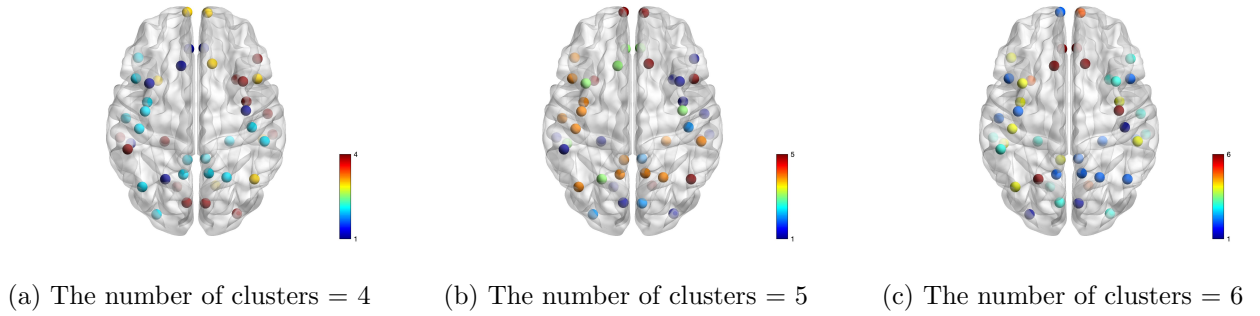 4
1
5
1
6
1
(a) The number of clusters = 4
(b) The number of clusters = 5
(c) The number of clusters = 6